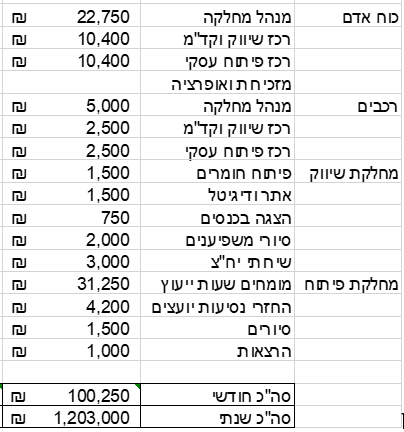 כוח אדם מנהל מחלקה 22,750 ₪
רכז שיווק וקד"מ 10,400 ₪
רכז פיתוח עסקי 10,400 ₪
מזכירות ואופרציה
רכבים מנהל מחלקה 5,000 ₪
רכז שיווק וקד"מ 2,500 ₪
רכז פיתוח עסקי 2,500 ₪
מחלקת שיווק פיתוח חומרים 1,500 ₪
אתר ודיגיטל 1,500 ₪
הצגה בכנסים 750 ₪
סיורי משפיענים 2,000 ₪
שיחתי יח"צ 3,000 ₪
מחלקת פיתוח מומחים שעות ייעוץ 31,250 ₪
החזרי נסיעות יועצים 4,200 ₪
סיורים 1,500 ₪
הרצאות 1,000 ₪
סה"כ חודשי 100,250 ₪
סה"כ שנתי 1,203,000 ₪